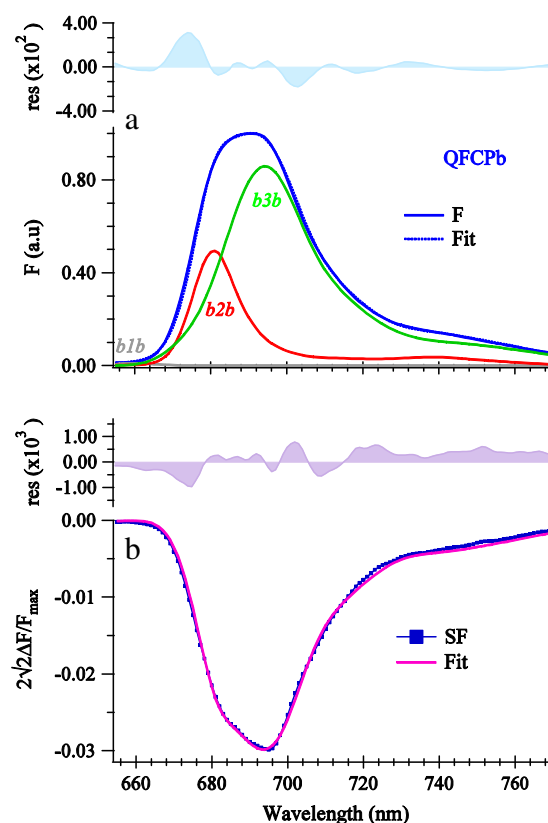 4.00
0.00
-4.00
res (x10²)
a
QFCPb
0.80
0.40
0.00
F (a.u)
F
Fit
b3b
b2b
b1b
1.00
0.00
-1.00
res (x10³)
0.00
-0.01
-0.02
-0.03
b
2√2ΔF/Fmax
SF
Fit
660 680 700 720 740 760
Wavelength (nm)